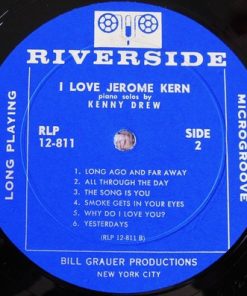 RIVERSIDE
LONG PLAYING
MICROGROOVE
I LOVE JEROME KERN
piano solos by
KENNY DREW
RLP
12-811
SIDE
2
1. LONG AGO AND FAR AWAY
2. ALL THROUGH THE DAY
3. THE SONG IS YOU
4. SMOKE GETS IN YOUR EYES
5. WHY DO I LOVE YOU?
6. YESTERDAYS
(RLP 12-811 B)
BILL GRAUER PRODUCTIONS
NEW YORK CITY